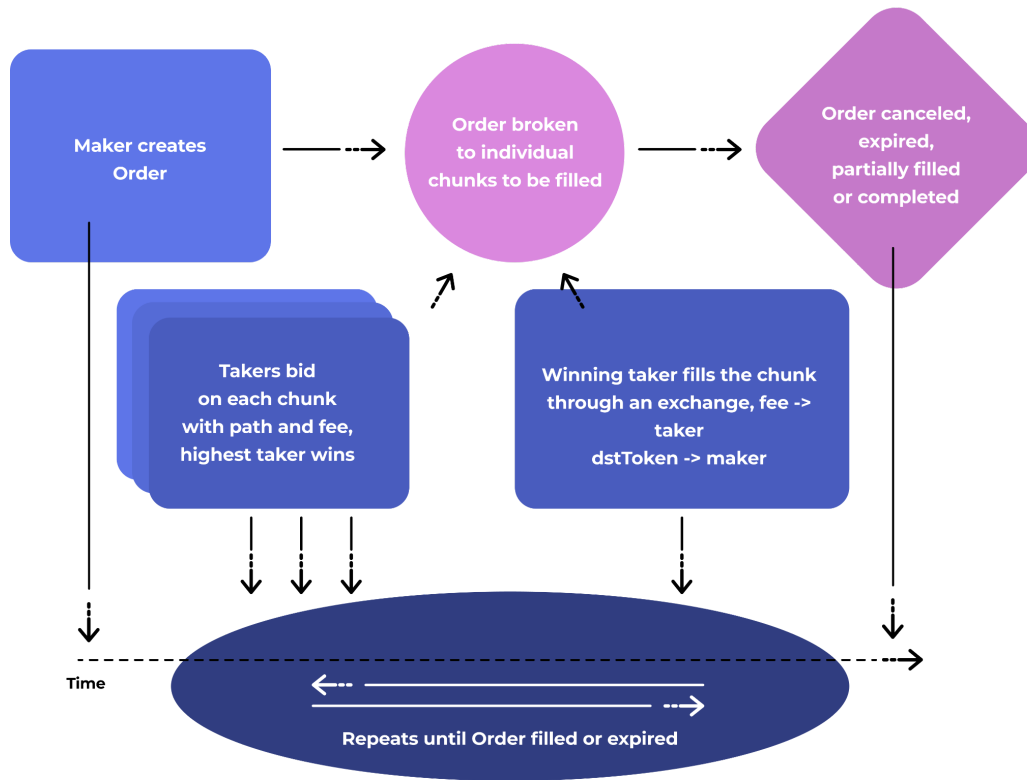 Maker creates
Order
Order broken
to individual
chunks to be filled
Order canceled,
expired,
partially filled
or completed
Takers bid
on each chunk
with path and fee,
highest taker wins
Winning taker fills the chunk
through an exchange, fee ->
taker
dstToken -> maker
Time
Repeats until Order filled or expired